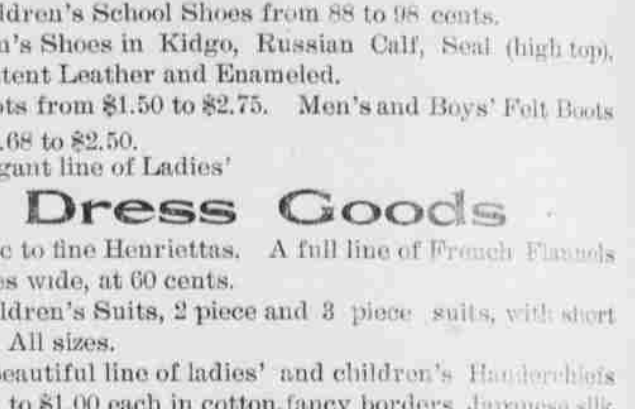 ldren's School Shoes from 88 to 98 cents.
n's Shoes in Kidgo, Russian Calf, Seal (high top),
tent Leather and Enameled.
ots from $1.50 to $2.75. Men's and Boys' Felt Boots
.68 to $2.50.
gant line of Ladies'
Dress Goods
c to fine Henriettas. A full line of French Flannels
es wide, at 60 cents.
ldren's Suits, 2 piece and 3 piece suits, with short
All sizes.
eautiful line of ladies' and children's Handerchiefs
to $1.00 each in cotton, fancy borders, Japanese silk